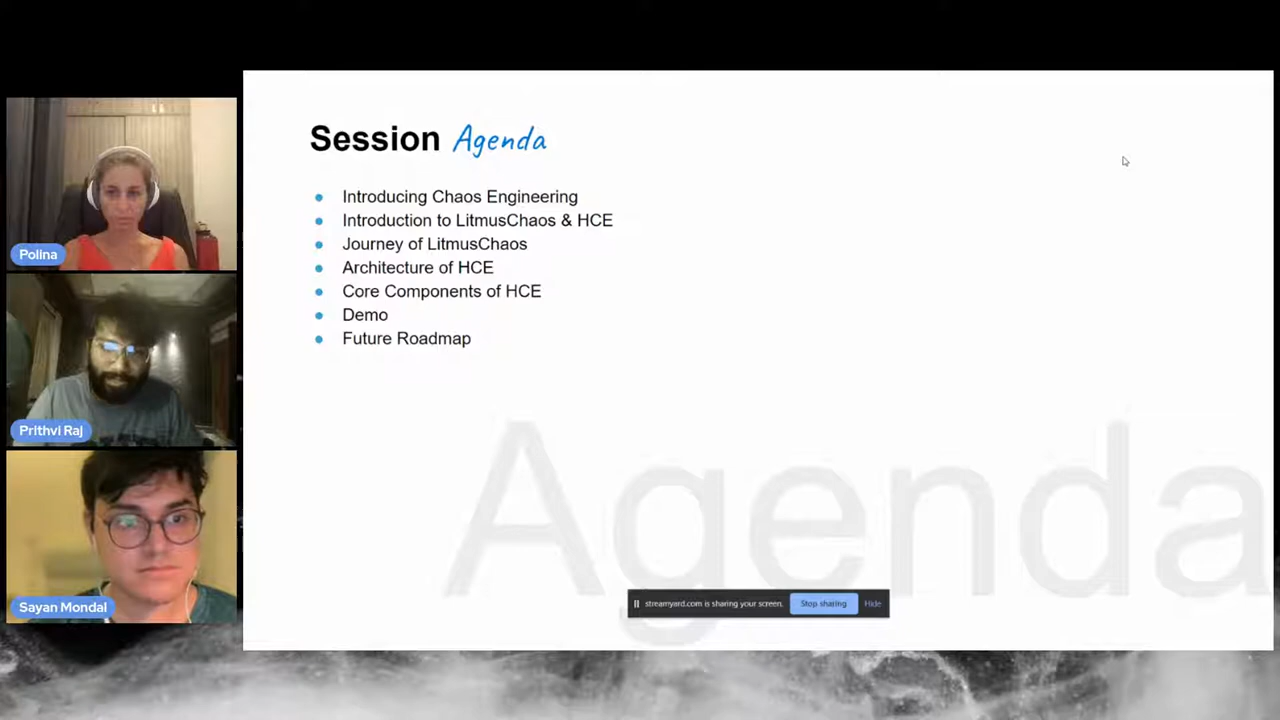 Session Agenda
Introducing Chaos Engineering
Introduction to LitmusChaos & HCE
Journey of LitmusChaos
Architecture of HCE
Core Components of HCE
Demo
Future Roadmap
Agenda
streamyard.com is sharing your screen. Stop sharing Hide
Polina
Prithvi Raj
Sayan Mondal